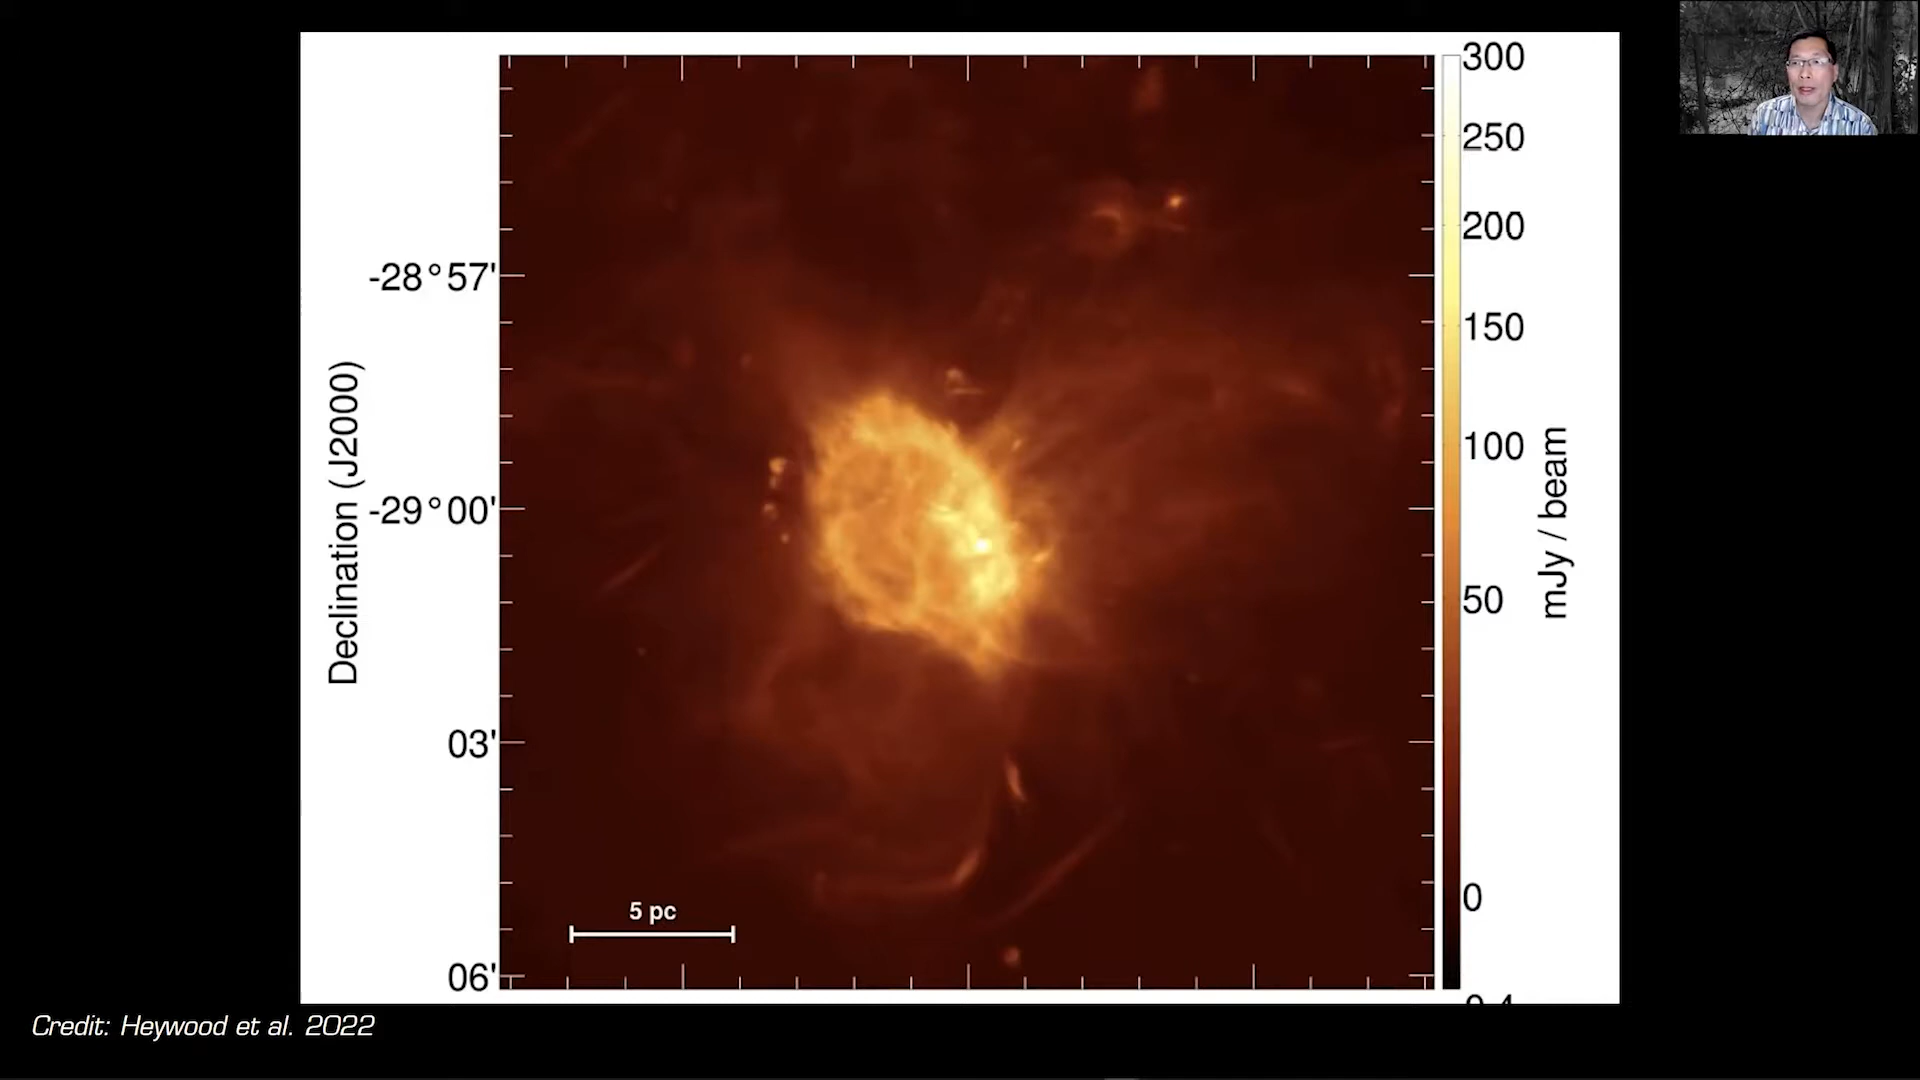 300
250
200
150
100
50
0
mJy / beam
-28°57'
-29°00'
03'
06'
Declination (J2000)
5 pc
Credit: Heywood et al. 2022